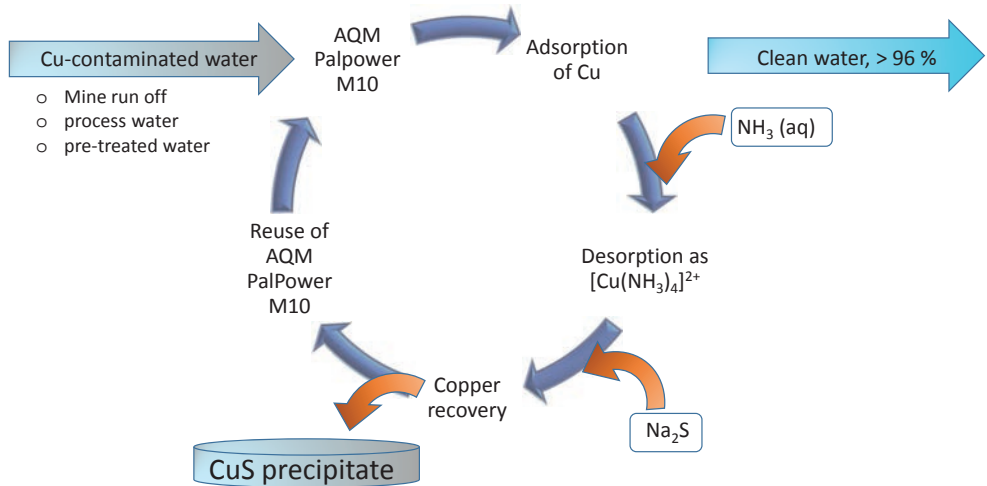 Cu-contaminated water
o Mine run off
o process water
o pre-treated water
AQM
Palpower
M10
Adsorption
of Cu
Clean water, > 96 %
NH₃ (aq)
Desorption as
[Cu(NH₃)₄]²⁺
Na₂S
Copper
recovery
CuS precipitate
Reuse of
AQM
PalPower
M10